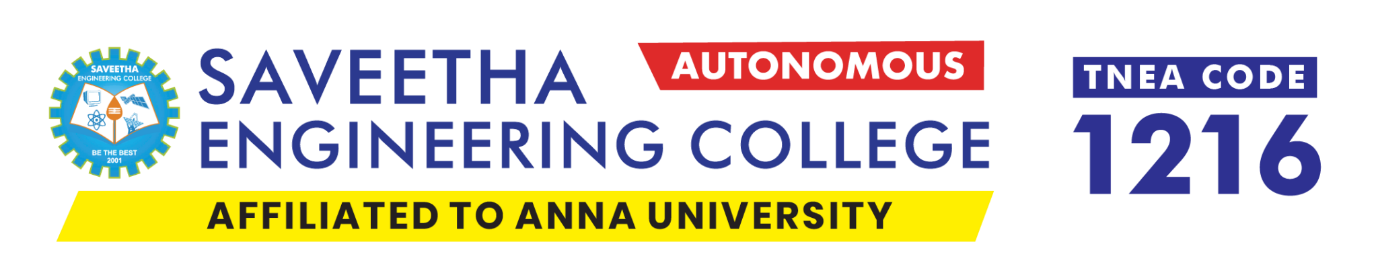 SAVEETHA
ENGINEERING COLLEGE
BE THE BEST
2001
SAVEETHA AUTONOMOUS
ENGINEERING COLLEGE
AFFILIATED TO ANNA UNIVERSITY
TNEA CODE
1216